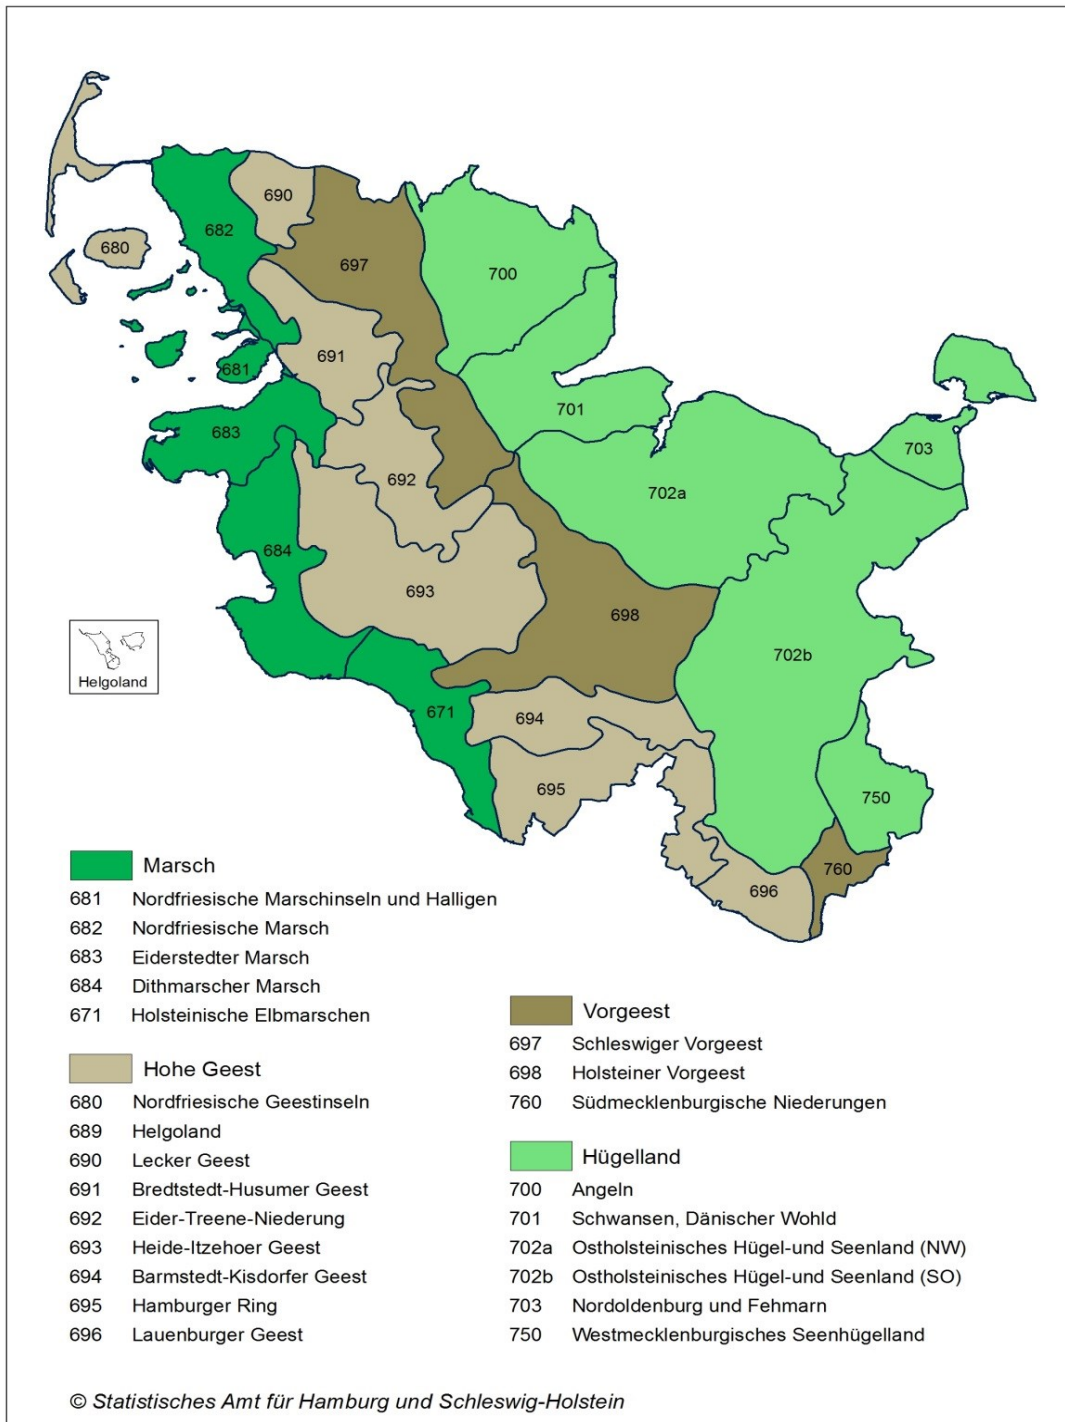 690
682
680
697
700
691
681
701
683
703
692
702a
684
693
698
702b
Helgoland
671
694
695
750
760
696
Marsch
681 Nordfriesische Marschinseln und Halligen
682 Nordfriesische Marsch
683 Eiderstedter Marsch
684 Dithmarscher Marsch
671 Holsteinische Elbmarschen
Hohe Geest
680 Nordfriesische Geestinseln
689 Helgoland
690 Lecker Geest
691 Bredtstedt-Husumer Geest
692 Eider-Treene-Niederung
693 Heide-Itzehoer Geest
694 Barmstedt-Kisdorfer Geest
695 Hamburger Ring
696 Lauenburger Geest
Vorgeest
697 Schleswiger Vorgeest
698 Holsteiner Vorgeest
760 Südmecklenburgische Niederungen
Hügelland
700 Angeln
701 Schwansen, Dänischer Wohld
702a Ostholsteinisches Hügel-und Seenland (NW)
702b Ostholsteinisches Hügel-und Seenland (SO)
703 Nordoldenburg und Fehmarn
750 Westmecklenburgisches Seenhügelland
© Statistisches Amt für Hamburg und Schleswig-Holstein